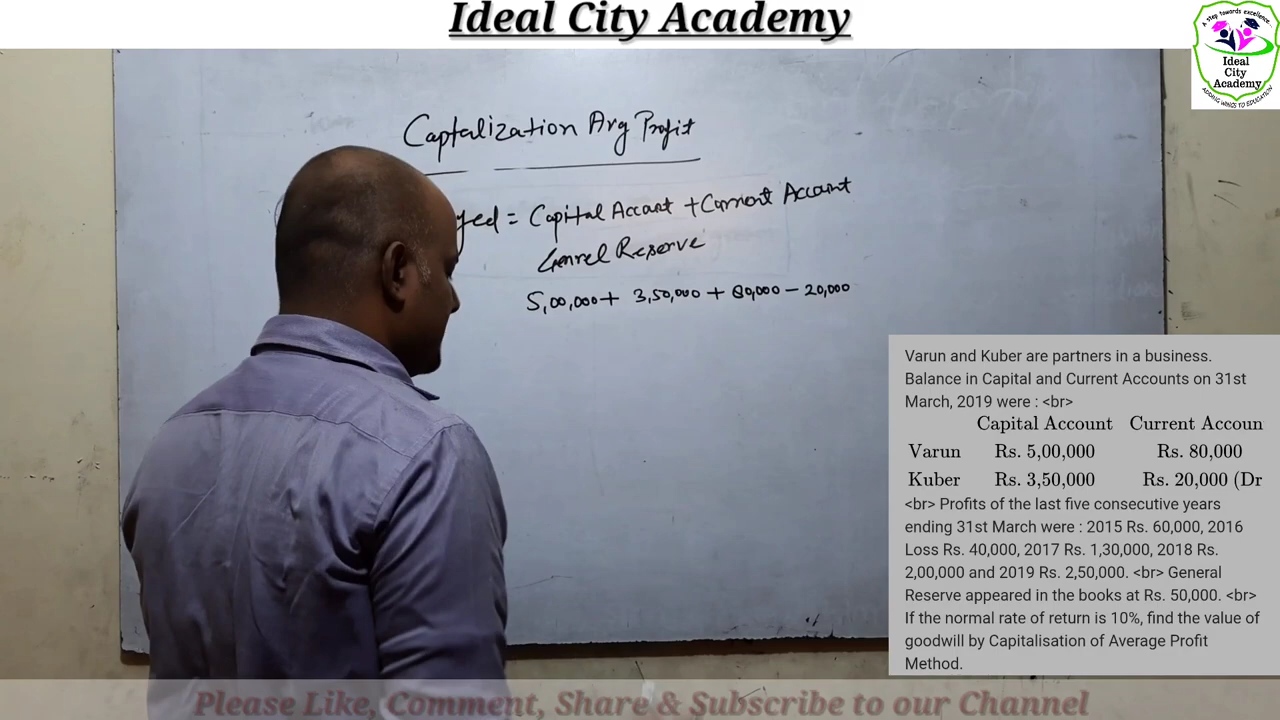 Ideal City Academy
A step towards excellence.
Ideal
City
Academy
ADDING WINGS TO EDUCATION
Captalization Avg Profit
yed = Capital Account + Current Account
Genrel Reserve
5,00,000+ 3,50,000 + 80,000 - 20,000
Varun and Kuber are partners in a business.
Balance in Capital and Current Accounts on 31st
March, 2019 were : <br>
Capital Account Current Accoun
Varun Rs. 5,00,000 Rs. 80,000
Kuber Rs. 3,50,000 Rs. 20,000 (Dr
<br> Profits of the last five consecutive years
ending 31st March were : 2015 Rs. 60,000, 2016
Loss Rs. 40,000, 2017 Rs. 1,30,000, 2018 Rs.
2,00,000 and 2019 Rs. 2,50,000. <br> General
Reserve appeared in the books at Rs. 50,000. <br>
If the normal rate of return is 10%, find the value of
goodwill by Capitalisation of Average Profit
Method.
Please Like, Comment, Share & Subscribe to our Channel